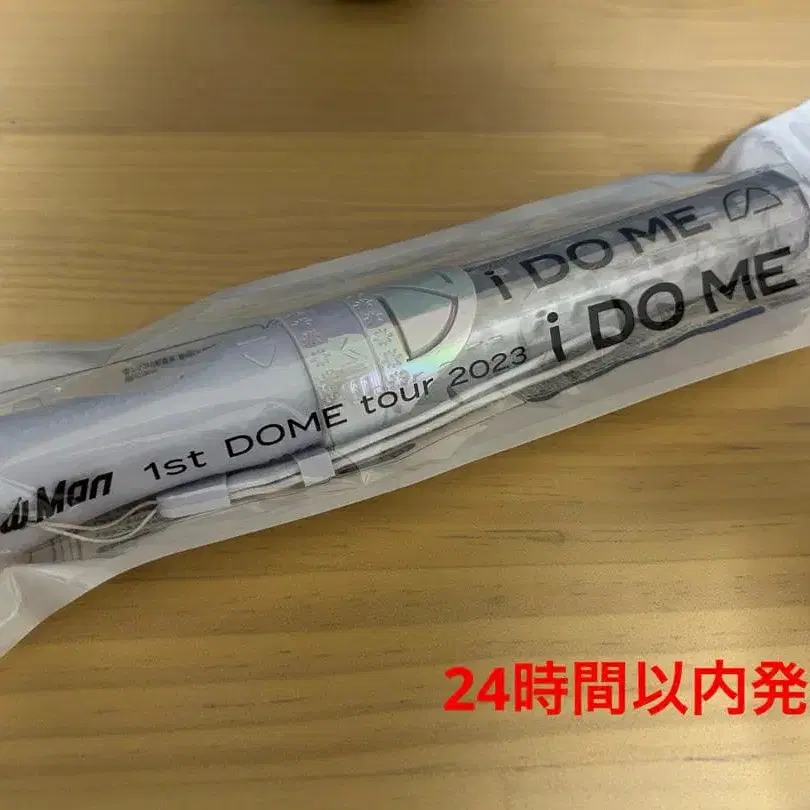 i DO ME
i DO ME
w Man 1st DOME tour 2023
24時間以内発